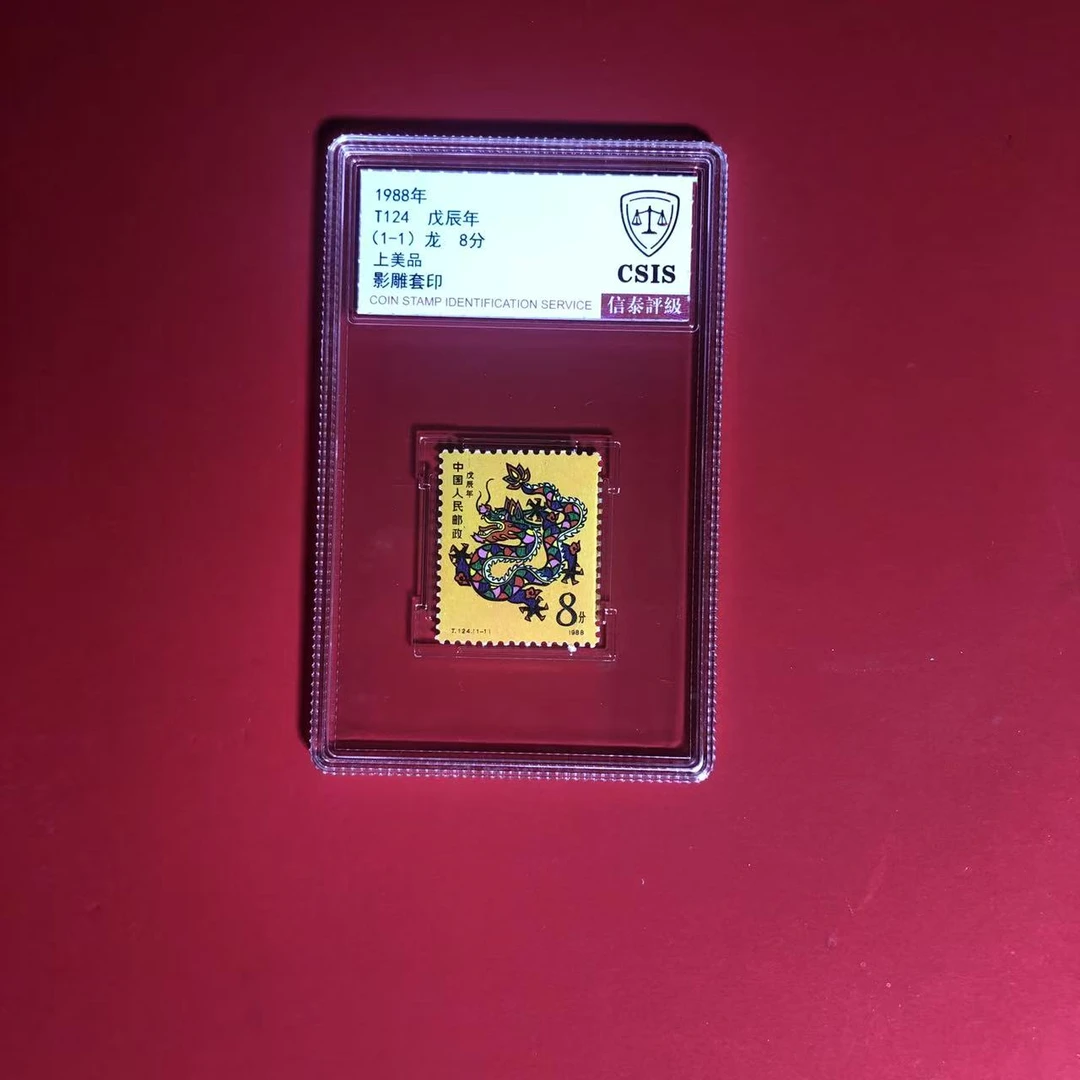 1988年
T124 戊辰年
(1-1) 龙 8分
上美品
影雕套印
COIN STAMP IDENTIFICATION SERVICE
CSIS
信泰評級
中国人民邮政
戊辰年
8分
T.124.(1-1)
1988